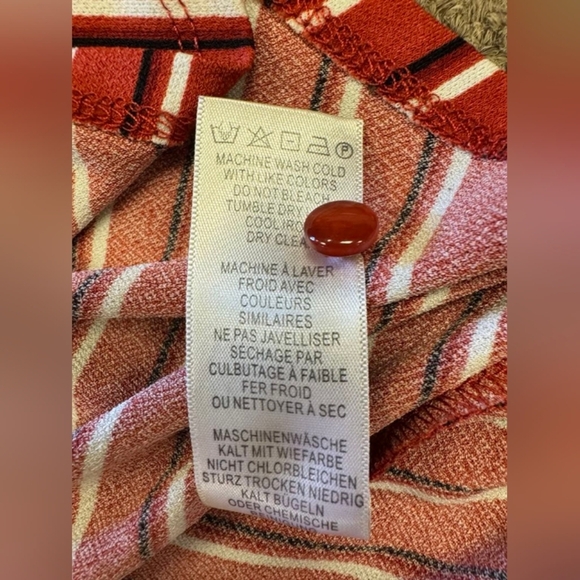 P
MACHINE WASH COLD
WITH LIKE COLORS
DO NOT BLEACH
TUMBLE DRY
COOL
DRY
MACHINE À LAVER
FROID AVEC
COULEURS
SIMILAIRES
NE PAS JAVELLISER
SÉCHAGE PAR
CULBUTAGE À FAIBLE
FER FROID
OU NETTOYER À SEC
MASCHINENWÄSCHE
KALT MIT WIEFARBE
NICHT CHLORBLEICHEN
STURZ TROCKEN NIEDRIG
KALT BÜGELN
ODER CHEMISCHE